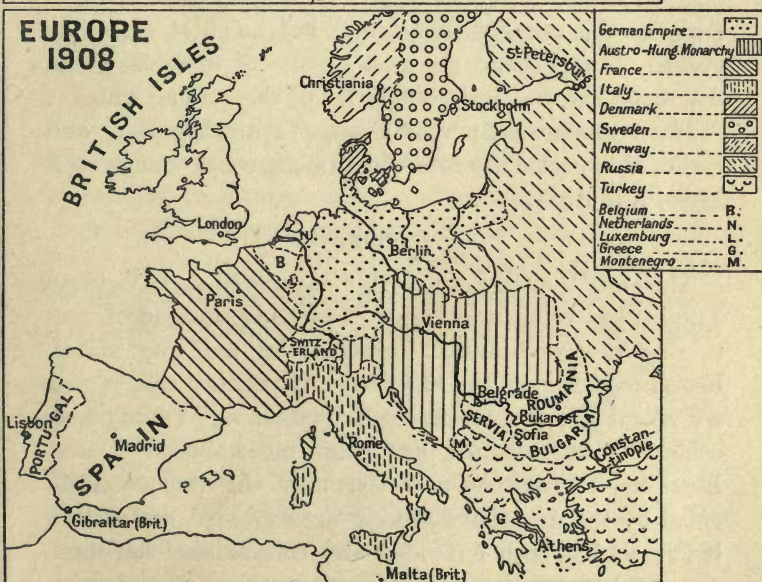 EUROPE
1908
BRITISH ISLES
Christiania
Stockholm
St. Petersburg
London
Berlin.
N
B
L
Paris
Vienna
SWITZ-
ERLAND
Belgrade
ROUMANIA
Bukarest
SERVIA
Sofia
BULGARIA
Constan-
tinople
Lisbon
PORTUGAL
SPAIN
Madrid
Rome
M
G
Athens
Gibraltar (Brit.)
Malta (Brit.)
German Empire
Austro-Hung. Monarchy
France
Italy
Denmark
Sweden
Norway
Russia
Turkey
Belgium B.
Netherlands N.
Luxemburg L.
Greece G.
Montenegro M